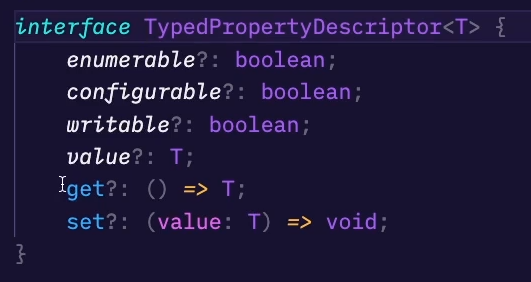 interface TypedPropertyDescriptor<T> {
    enumerable?: boolean;
    configurable?: boolean;
    writable?: boolean;
    value?: T;
    get?: () => T;
    set?: (value: T) => void;
}